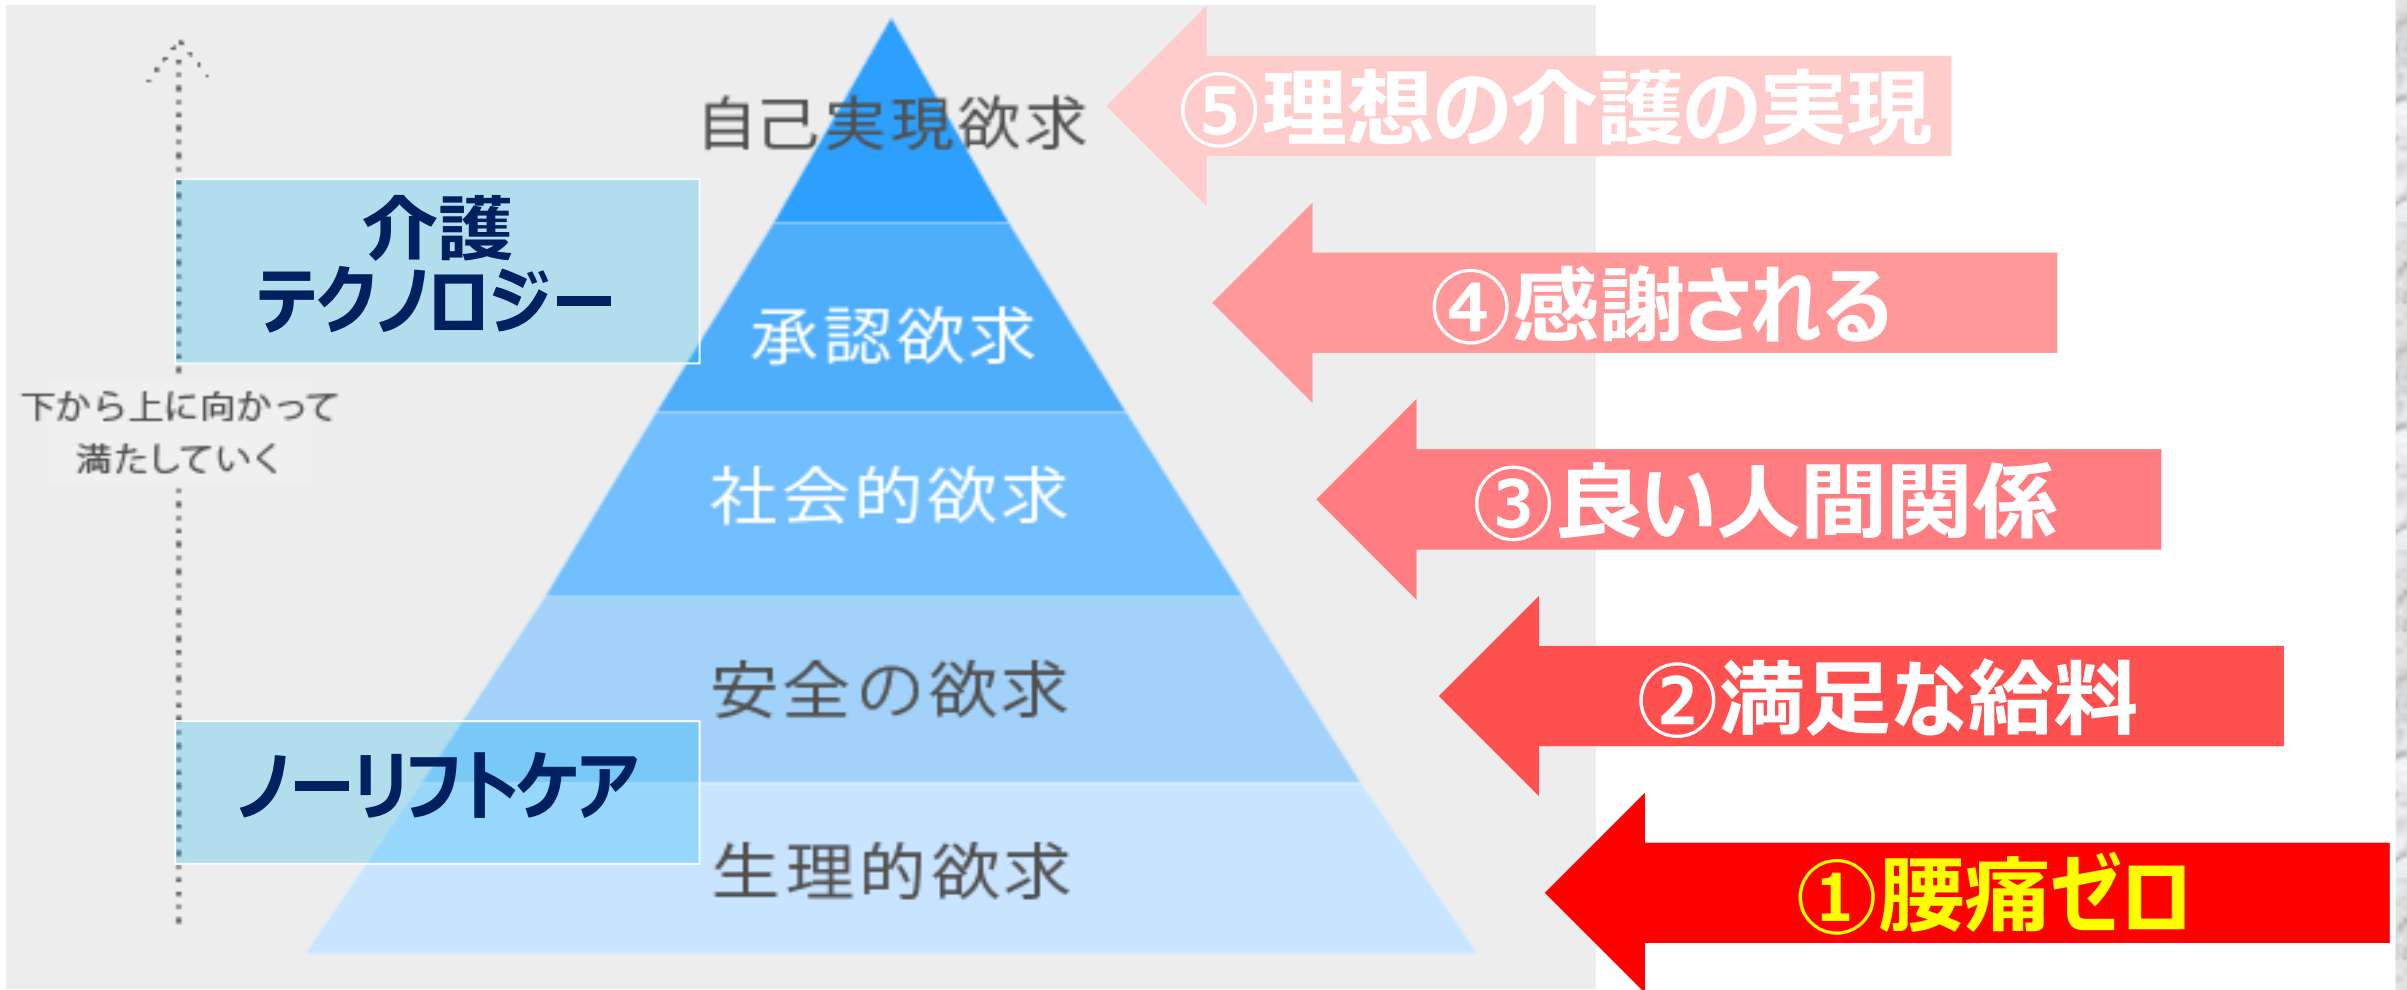 自己実現欲求
⑤理想の介護の実現
介護
テクノロジー
承認欲求
④感謝される
下から上に向かって
満たしていく
社会的欲求
③良い人間関係
安全の欲求
②満足な給料
ノーリフトケア
生理的欲求
①腰痛ゼロ